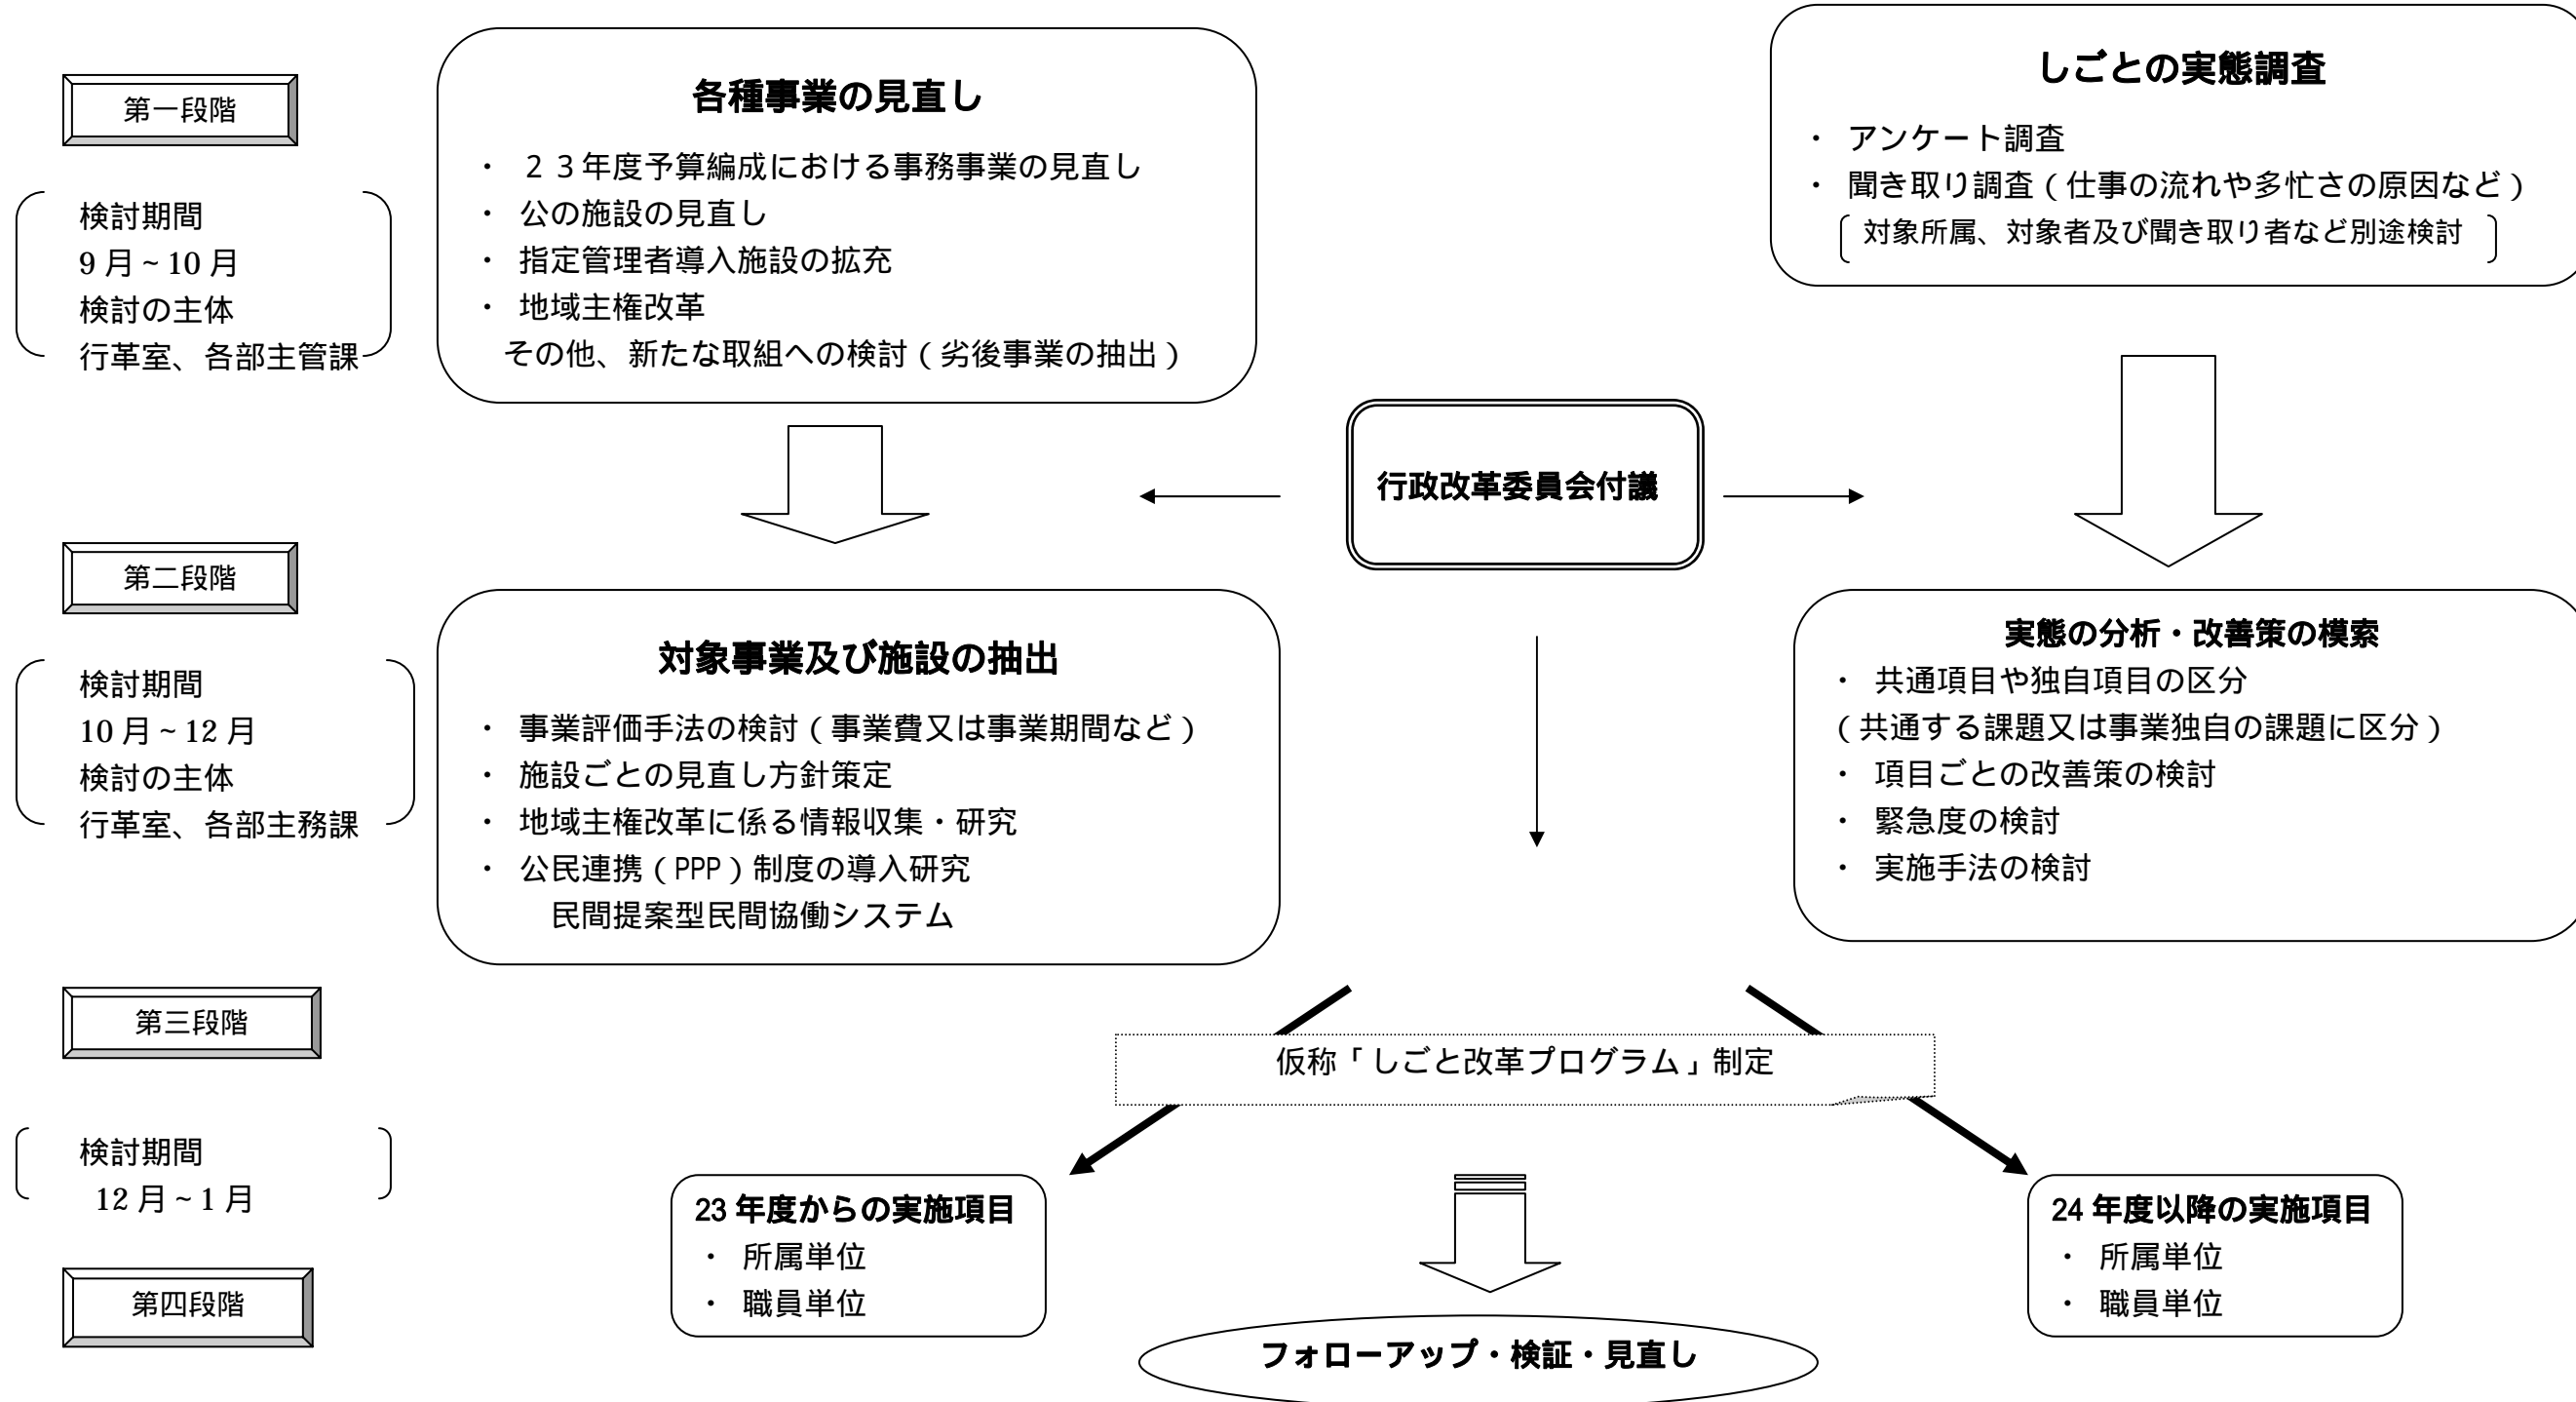 第一段階
検討期間
9月~10月
検討の主体
行革室、各部主管課
各種事業の見直し
・ 23年度予算編成における事務事業の見直し
・ 公の施設の見直し
・ 指定管理者導入施設の拡充
・ 地域主権改革
その他、新たな取組への検討(劣後事業の抽出)
しごとの実態調査
・ アンケート調査
・ 聞き取り調査(仕事の流れや多忙さの原因など)
対象所属、対象者及び聞き取り者など別途検討
行政改革委員会付議
第二段階
検討期間
10月~12月
検討の主体
行革室、各部主務課
対象事業及び施設の抽出
・ 事業評価手法の検討(事業費又は事業期間など)
・ 施設ごとの見直し方針策定
・ 地域主権改革に係る情報収集・研究
・ 公民連携(PPP)制度の導入研究
民間提案型民間協働システム
実態の分析・改善策の模索
・ 共通項目や独自項目の区分
(共通する課題又は事業独自の課題に区分)
・ 項目ごとの改善策の検討
・ 緊急度の検討
・ 実施手法の検討
第三段階
仮称「しごと改革プログラム」制定
検討期間
12月~1月
23年度からの実施項目
・ 所属単位
・ 職員単位
24年度以降の実施項目
・ 所属単位
・ 職員単位
第四段階
フォローアップ・検証・見直し